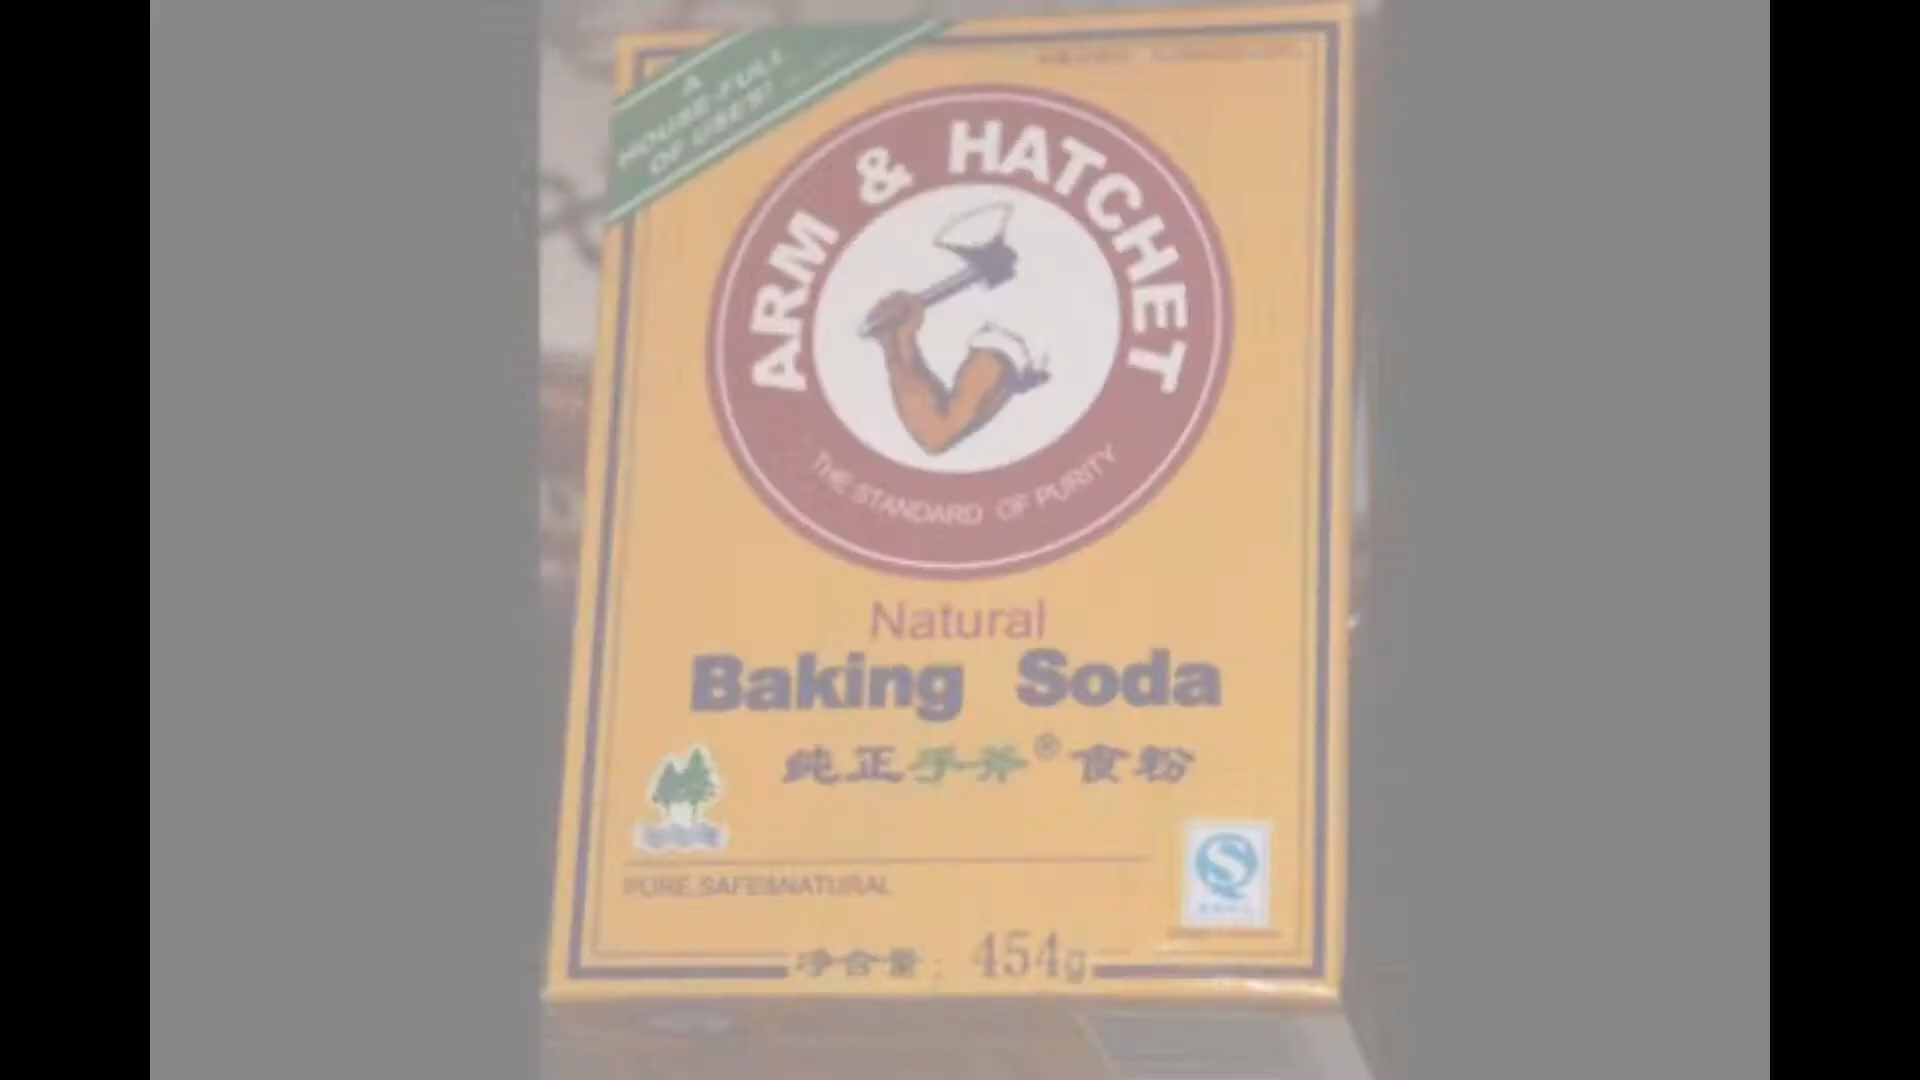 A
HOUSE-FULL
OF USES!
ARM & HATCHET
THE STANDARD OF PURITY
Natural
Baking Soda
纯正手斧®食粉
PURE,SAFE&NATURAL
净含量: 454g